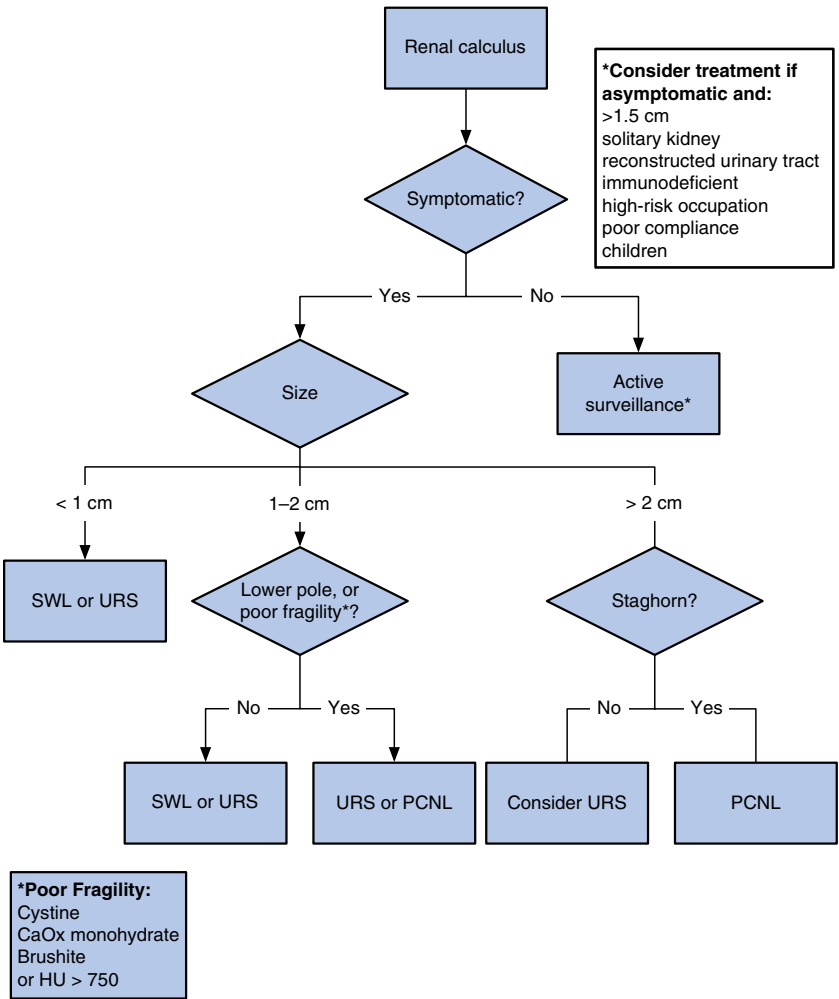 Renal calculus
*Consider treatment if
asymptomatic and:
>1.5 cm
solitary kidney
reconstructed urinary tract
immunodeficient
high-risk occupation
poor compliance
children
Symptomatic?
Yes
No
Size
Active
surveillance*
< 1 cm
1–2 cm
> 2 cm
SWL or URS
Lower pole, or
poor fragility*?
Staghorn?
No
Yes
No
Yes
SWL or URS
URS or PCNL
Consider URS
PCNL
*Poor Fragility:
Cystine
CaOx monohydrate
Brushite
or HU > 750